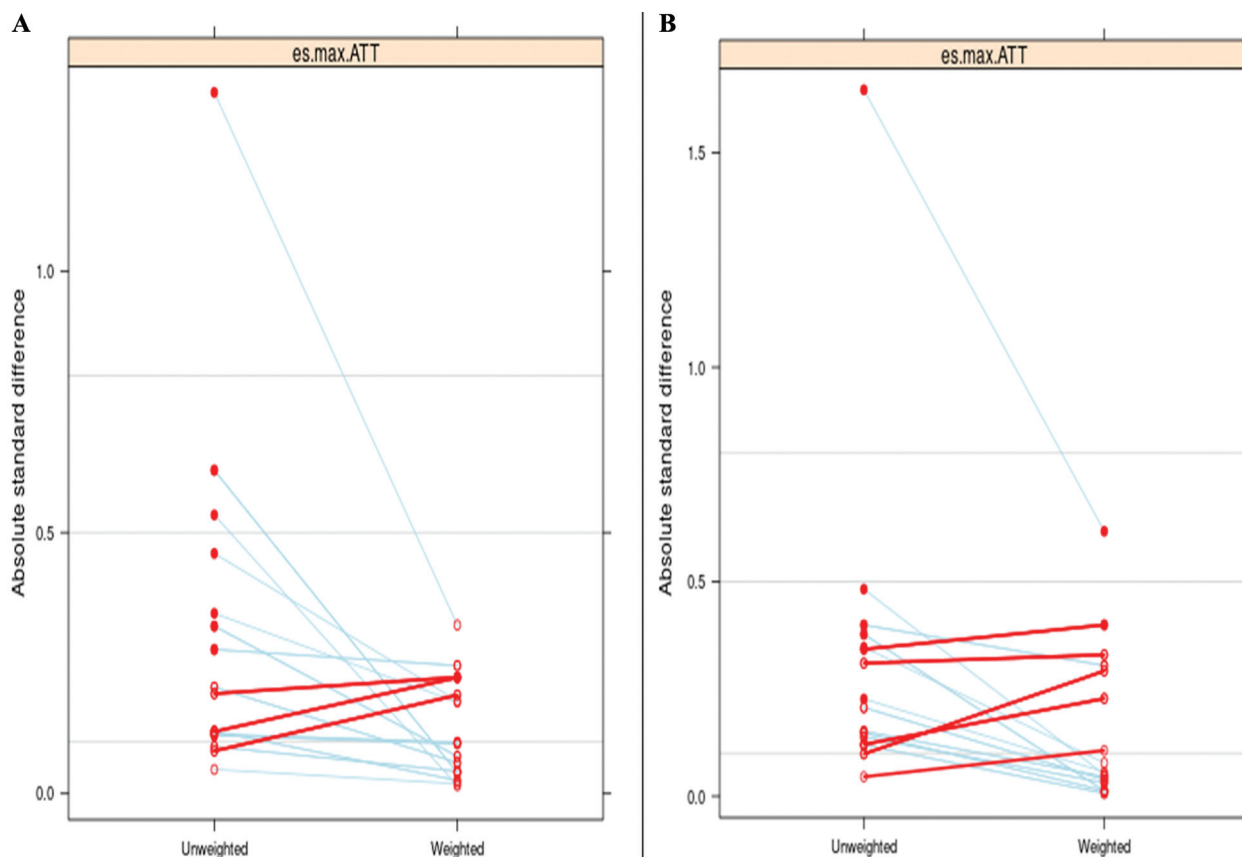 A
es.max.ATT
Absolute standard difference
1.0
0.5
0.0
Unweighted
Weighted
B
es.max.ATT
Absolute standard difference
1.5
1.0
0.5
0.0
Unweighted
Weighted